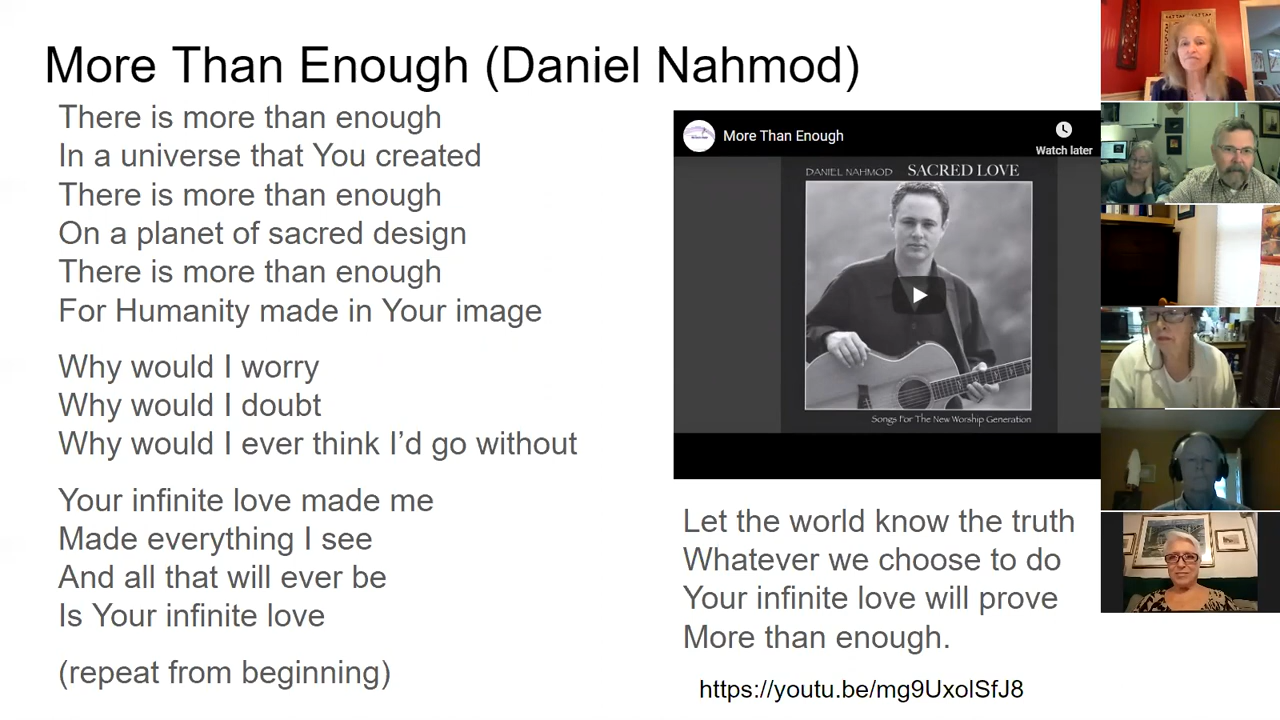 More Than Enough (Daniel Nahmod)
There is more than enough
In a universe that You created
There is more than enough
On a planet of sacred design
There is more than enough
For Humanity made in Your image
Why would I worry
Why would I doubt
Why would I ever think I’d go without
Your infinite love made me
Made everything I see
And all that will ever be
Is Your infinite love
(repeat from beginning)
More Than Enough
Watch later
DANIEL NAHMOD SACRED LOVE
Songs For The New Worship Generation
Let the world know the truth
Whatever we choose to do
Your infinite love will prove
More than enough.
https://youtu.be/mg9UxolSfJ8